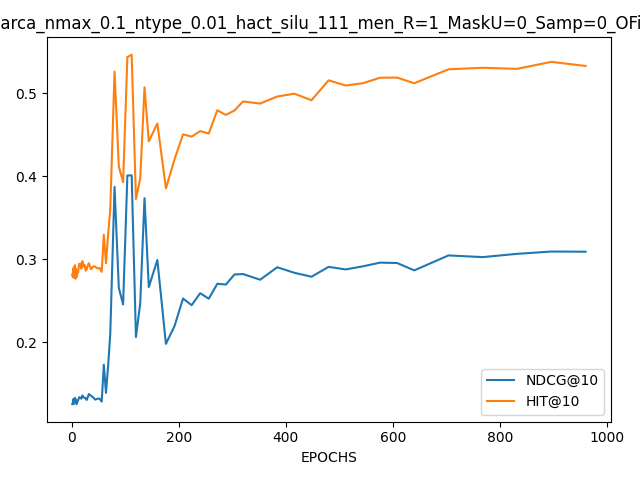 arca_nmax_0.1_ntype_0.01_hact_silu_111_men_R=1_MaskU=0_Samp=0_OFi
0.5
0.4
0.3
0.2
0 200 400 600 800 1000
EPOCHS
NDCG@10
HIT@10